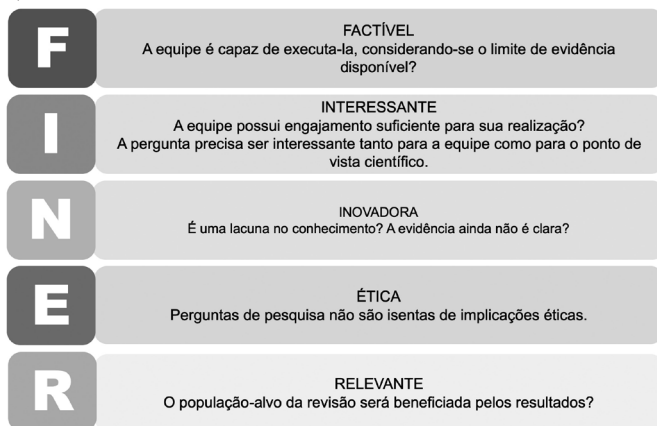 F
FACTÍVEL
A equipe é capaz de executa-la, considerando-se o limite de evidência
disponível?
I
INTERESSANTE
A equipe possui engajamento suficiente para sua realização?
A pergunta precisa ser interessante tanto para a equipe como para o ponto de
vista científico.
N
INOVADORA
É uma lacuna no conhecimento? A evidência ainda não é clara?
E
ÉTICA
Perguntas de pesquisa não são isentas de implicações éticas.
R
RELEVANTE
O população-alvo da revisão será beneficiada pelos resultados?